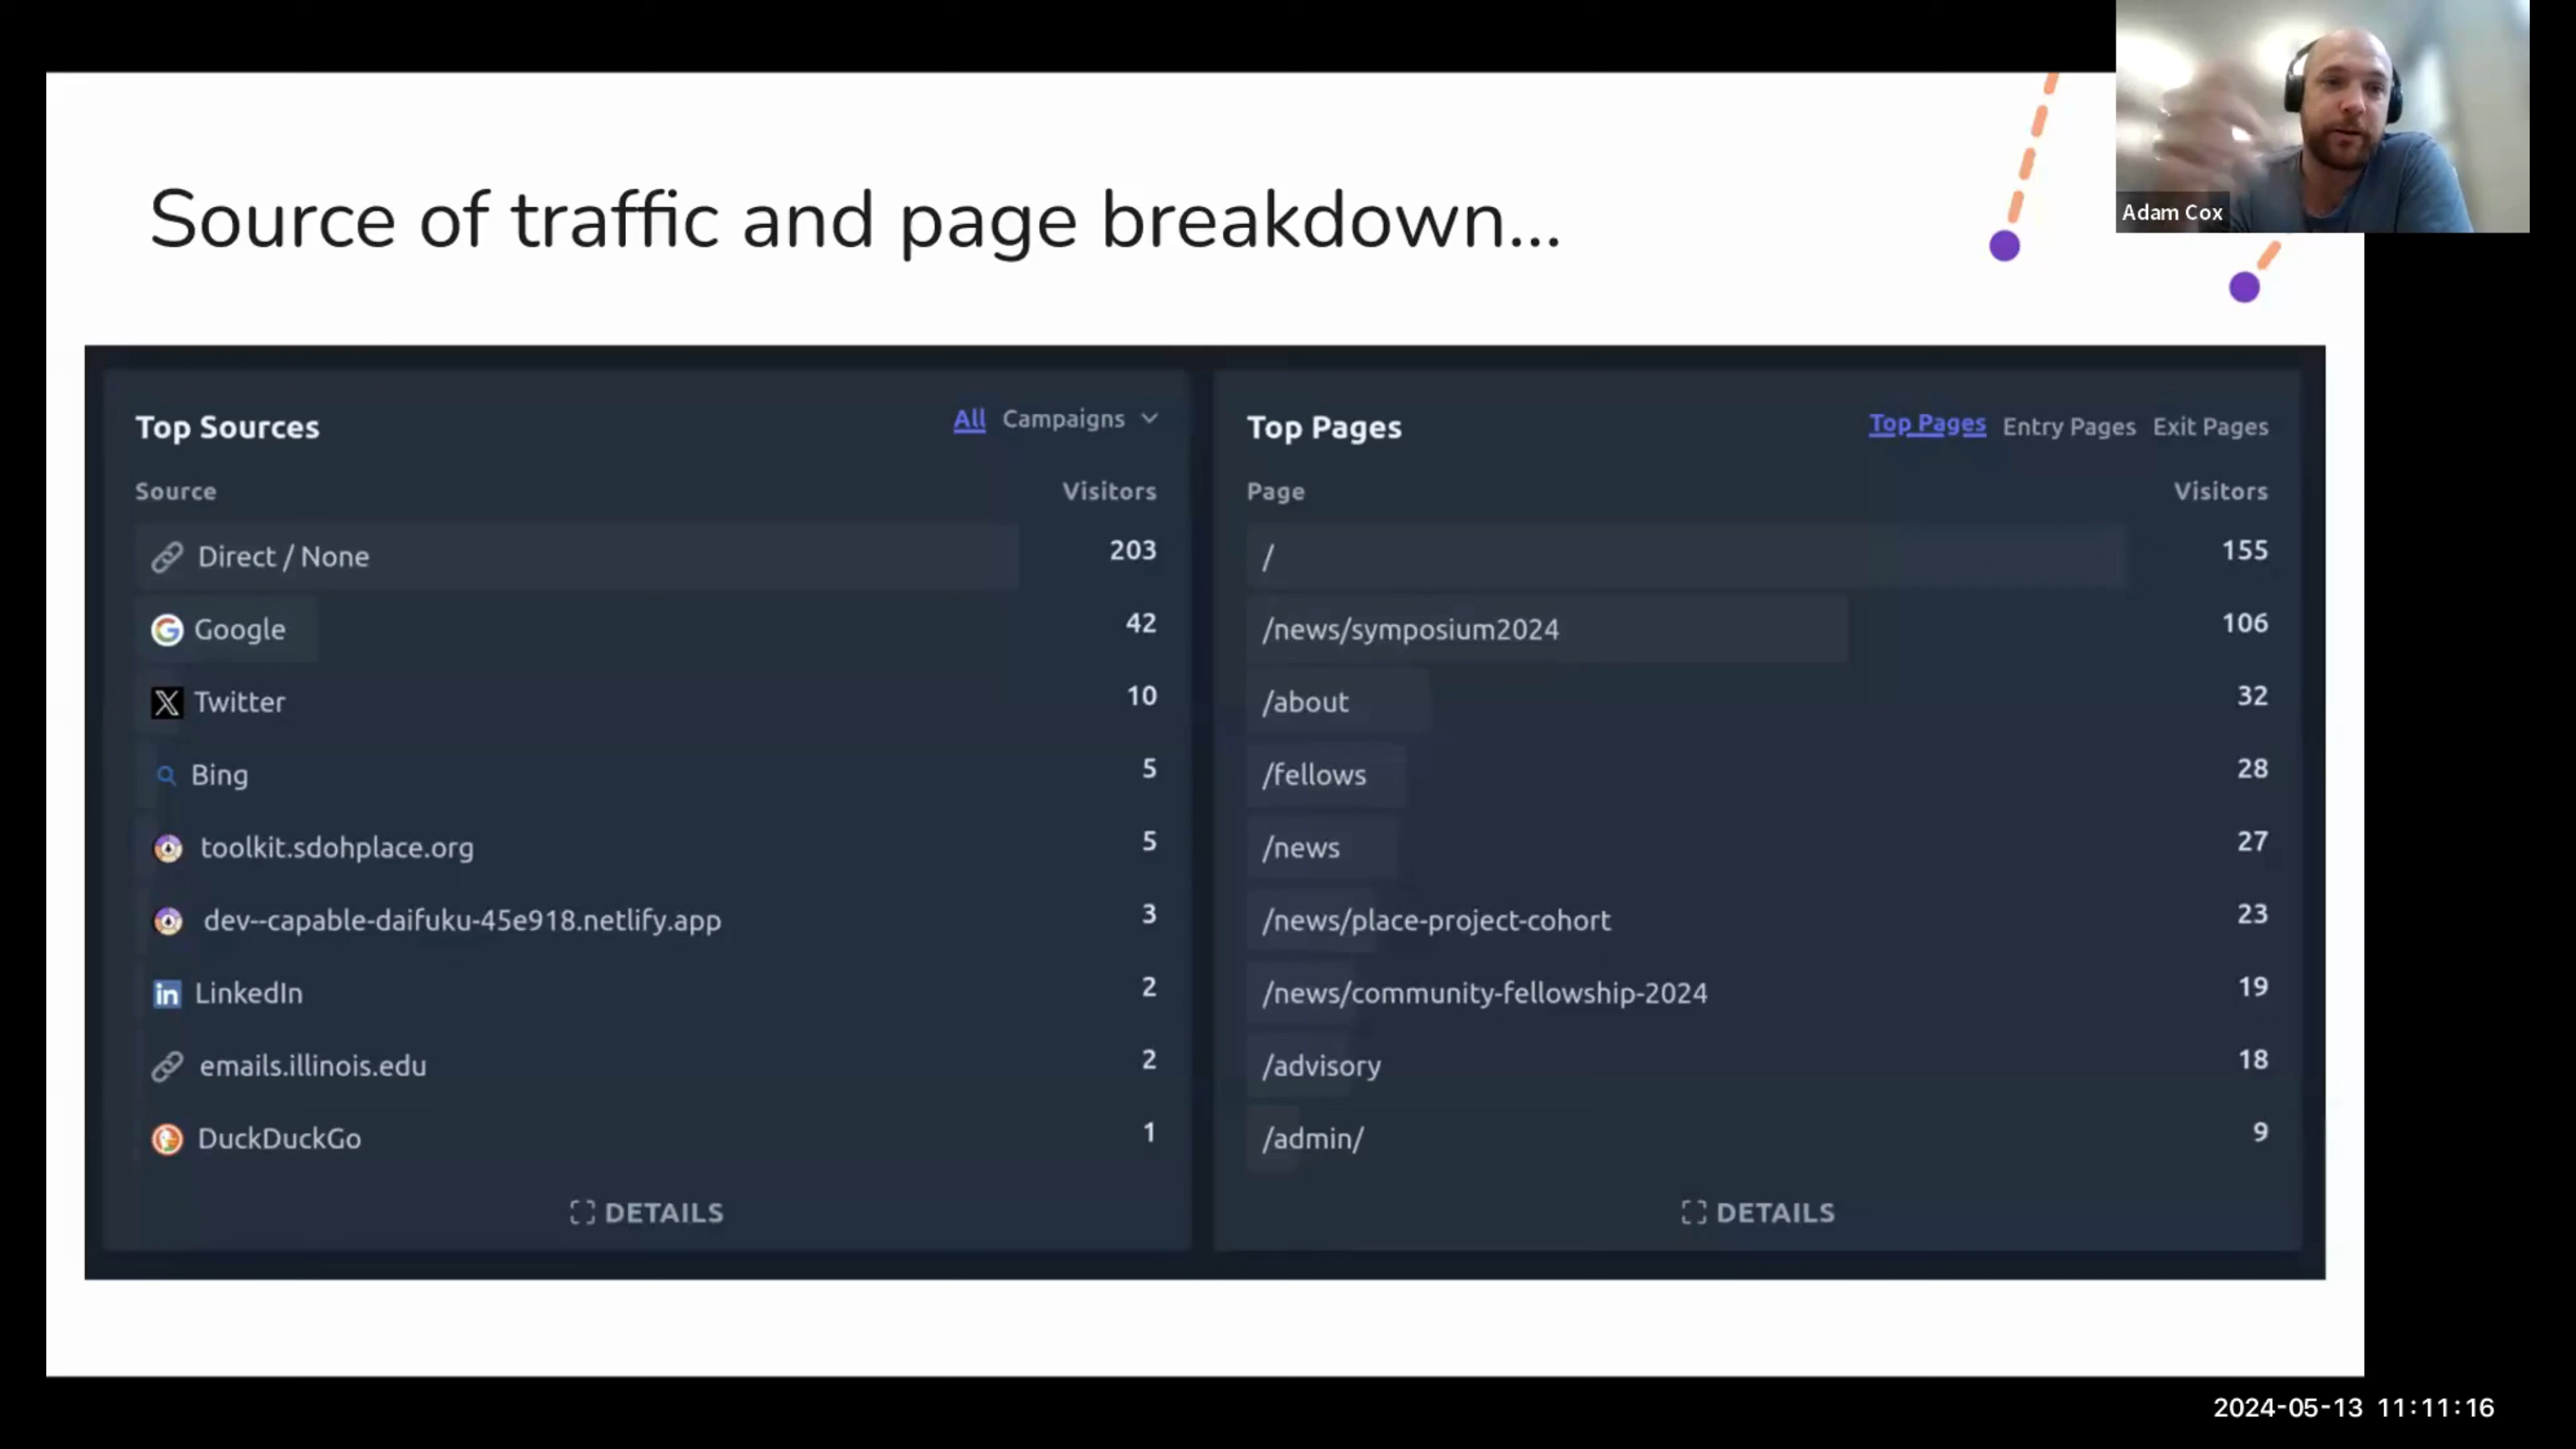 Adam Cox
Source of traffic and page breakdown...
Top Sources
All Campaigns
Source Visitors
Direct / None 203
Google 42
Twitter 10
Bing 5
toolkit.sdohplace.org 5
dev--capable-daifuku-45e918.netlify.app 3
LinkedIn 2
emails.illinois.edu 2
DuckDuckGo 1
DETAILS
Top Pages
Top Pages Entry Pages Exit Pages
Page Visitors
/ 155
/news/symposium2024 106
/about 32
/fellows 28
/news 27
/news/place-project-cohort 23
/news/community-fellowship-2024 19
/advisory 18
/admin/ 9
DETAILS
2024-05-13 11:11:16